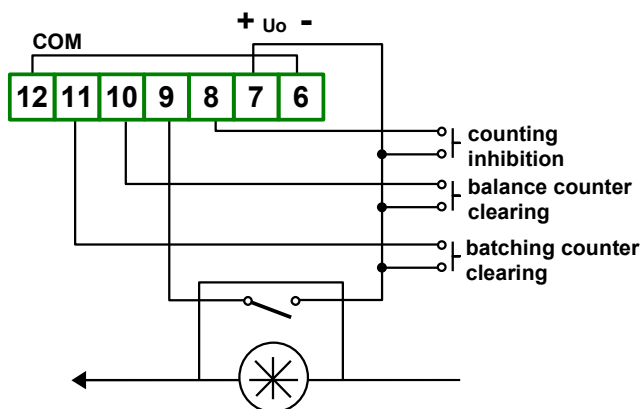 + Uo -
COM
12 11 10 9 8 7 6
counting
inhibition
balance counter
clearing
batching counter
clearing